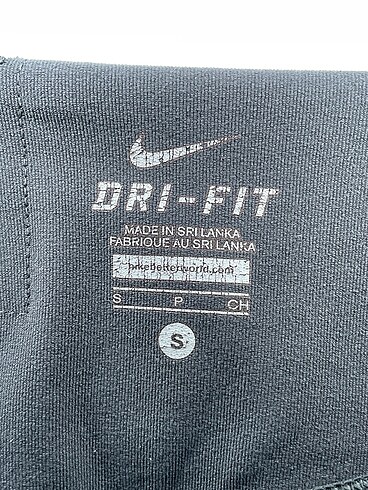 DRI-FIT
MADE IN SRI LANKA
FABRIQUE AU SRI LANKA
nikebetterworld.com
S P CH
S